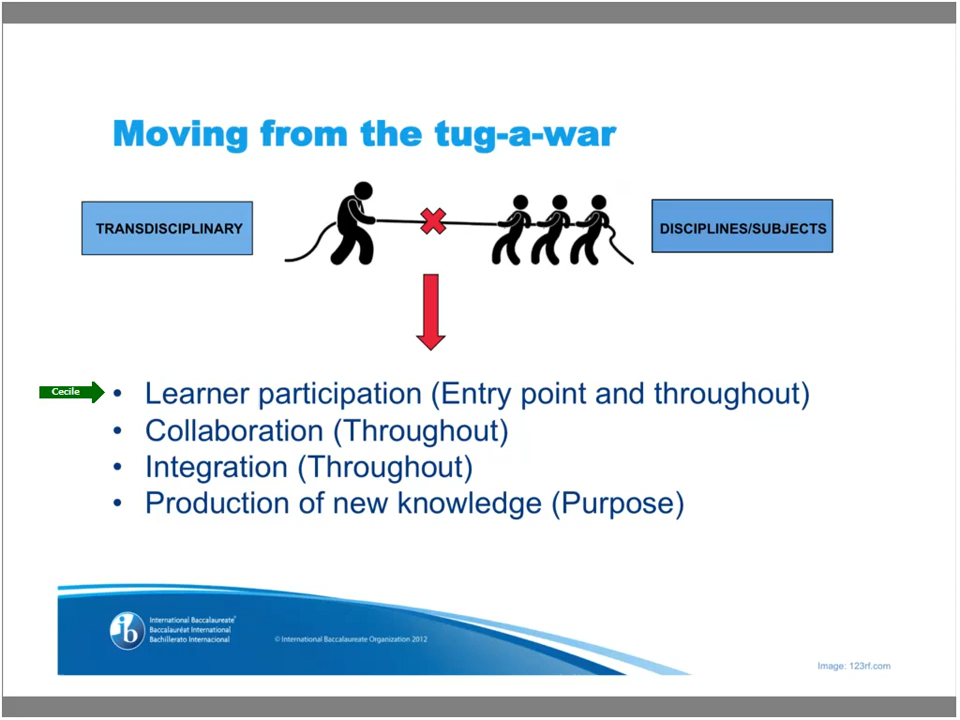 Moving from the tug-a-war
TRANSDISCIPLINARY
DISCIPLINES/SUBJECTS
Cecile
• Learner participation (Entry point and throughout)
• Collaboration (Throughout)
• Integration (Throughout)
• Production of new knowledge (Purpose)
ib
International Baccalaureate®
Baccalauréat International
Bachillerato Internacional
© International Baccalaureate Organization 2012
Image: 123rf.com